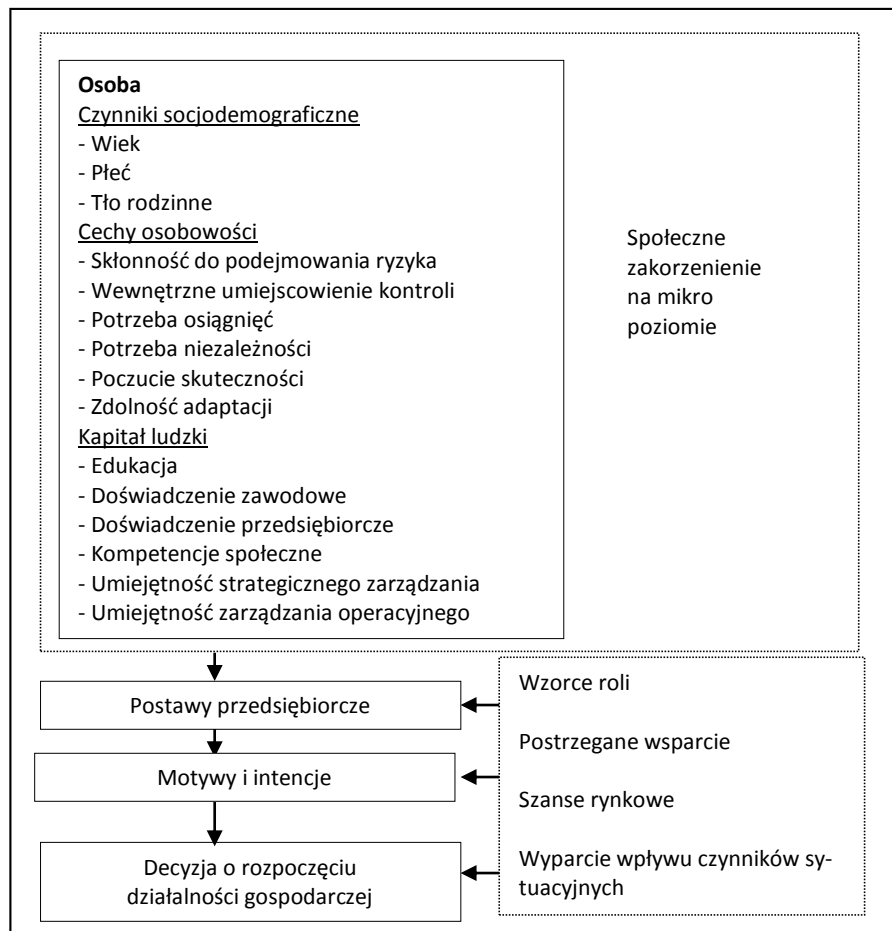 Osoba
Czynniki socjodemograficzne
- Wiek
- Płeć
- Tło rodzinne
Cechy osobowości
- Skłonność do podejmowania ryzyka
- Wewnętrzne umiejscowienie kontroli
- Potrzeba osiągnięć
- Potrzeba niezależności
- Poczucie skuteczności
- Zdolność adaptacji
Kapitał ludzki
- Edukacja
- Doświadczenie zawodowe
- Doświadczenie przedsiębiorcze
- Kompetencje społeczne
- Umiejętność strategicznego zarządzania
- Umiejętność zarządzania operacyjnego
Społeczne
zakorzenienie
na mikro
poziomie
Postawy przedsiębiorcze
Motywy i intencje
Decyzja o rozpoczęciu
działalności gospodarczej
Wzorce roli
Postrzegane wsparcie
Szanse rynkowe
Wyparcie wpływu czynników sy-
tuacyjnych